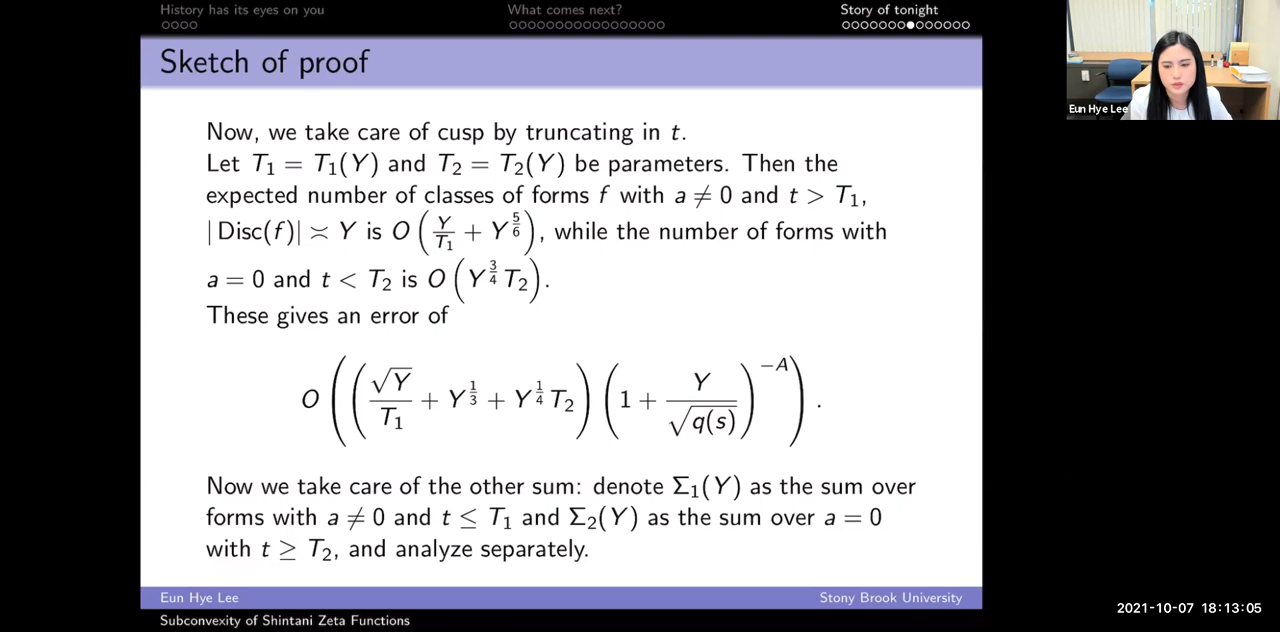 History has its eyes on you
What comes next?
Story of tonight
Sketch of proof
Now, we take care of cusp by truncating in t.
Let T₁ = T₁(Y) and T₂ = T₂(Y) be parameters. Then the
expected number of classes of forms f with a ≠ 0 and t > T₁,
| Disc(f)| ≍ Y is O(Y/T₁ + Y^(5/6)), while the number of forms with
a = 0 and t < T₂ is O(Y^(3/4) T₂).
These gives an error of
O((√Y/T₁ + Y^(1/3) + Y^(1/4) T₂)(1 + Y/√q(s))^(−A)).
Now we take care of the other sum: denote Σ₁(Y) as the sum over
forms with a ≠ 0 and t ≤ T₁ and Σ₂(Y) as the sum over a = 0
with t ≥ T₂, and analyze separately.
Eun Hye Lee
Stony Brook University
Subconvexity of Shintani Zeta Functions
Eun Hye Lee
2021-10-07 18:13:05